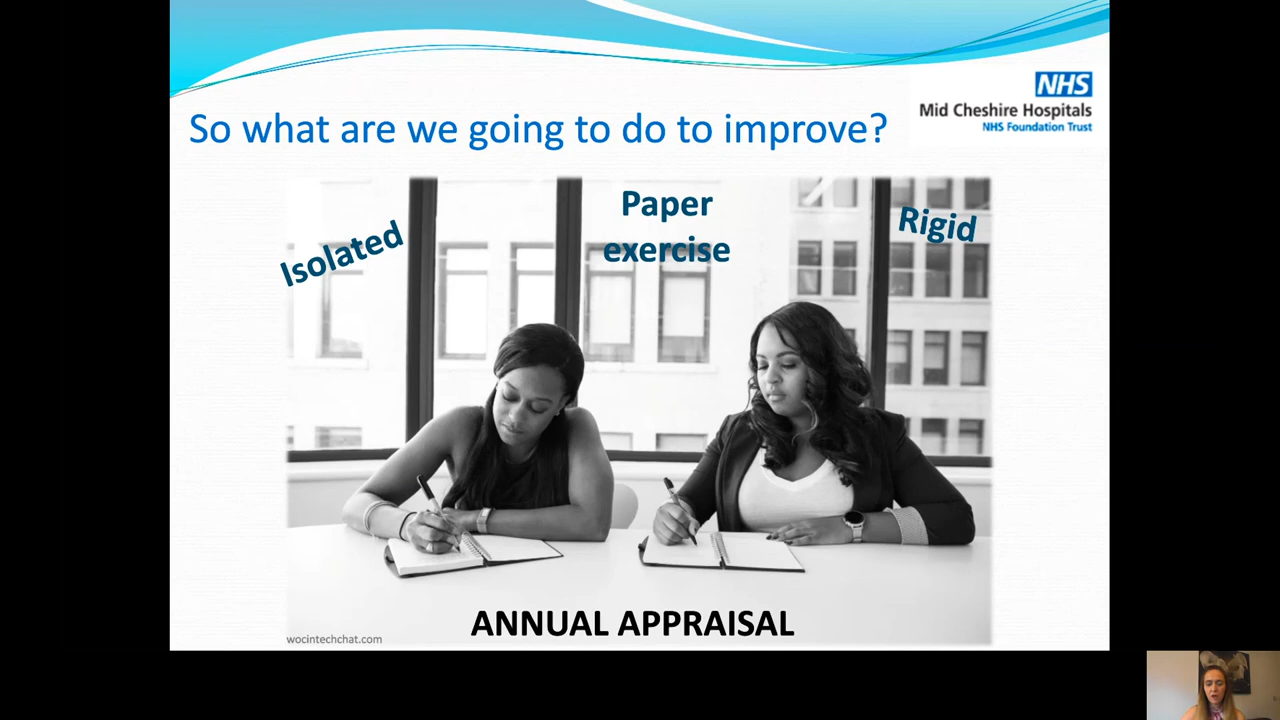 NHS
Mid Cheshire Hospitals
NHS Foundation Trust
So what are we going to do to improve?
Isolated
Paper
exercise
Rigid
ANNUAL APPRAISAL
wocintechchat.com